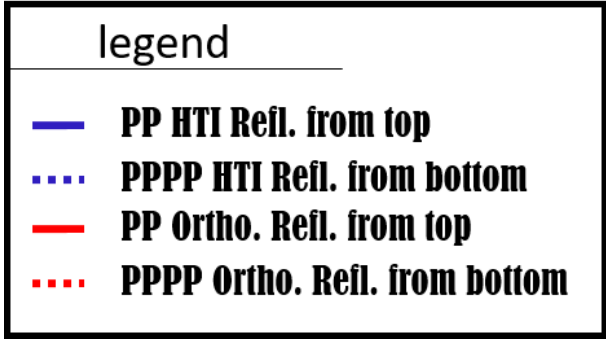 legend
PP HTI Refl. from top
PPPP HTI Refl. from bottom
PP Ortho. Refl. from top
PPPP Ortho. Refl. from bottom